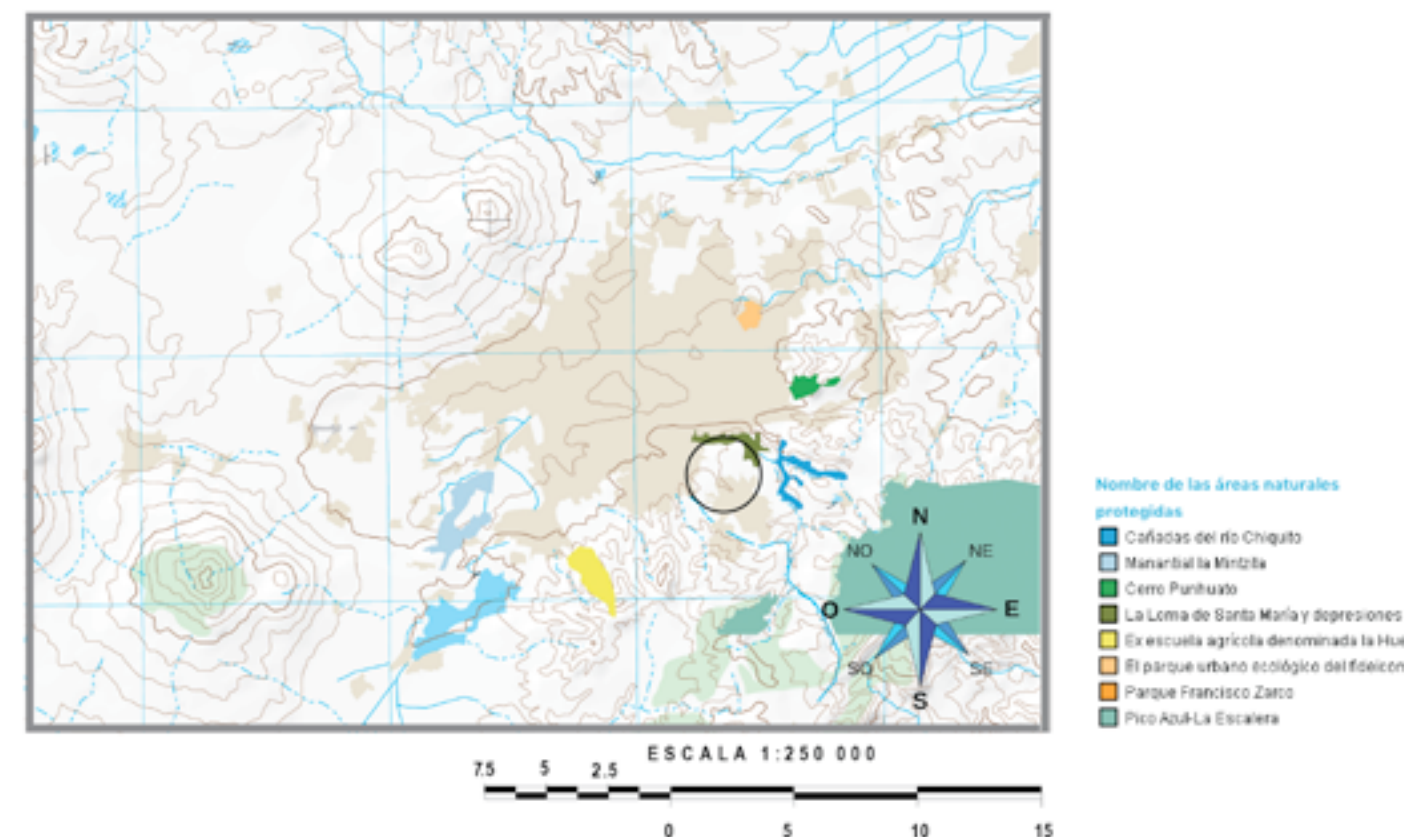 N
NO NE
O E
SO SE
S
ESCALA 1:250 000
7.5 5 2.5
0 5 10 15
Nombre de las áreas naturales
protegidas
Cañadas del río Chiquito
Manantial la Mintzita
Cerro Punhuato
La Loma de Santa María y depresiones
Ex escuela agrícola denominada la Hue
El parque urbano ecológico del fideicom
Parque Francisco Zarco
Pico Azul-La Escalera